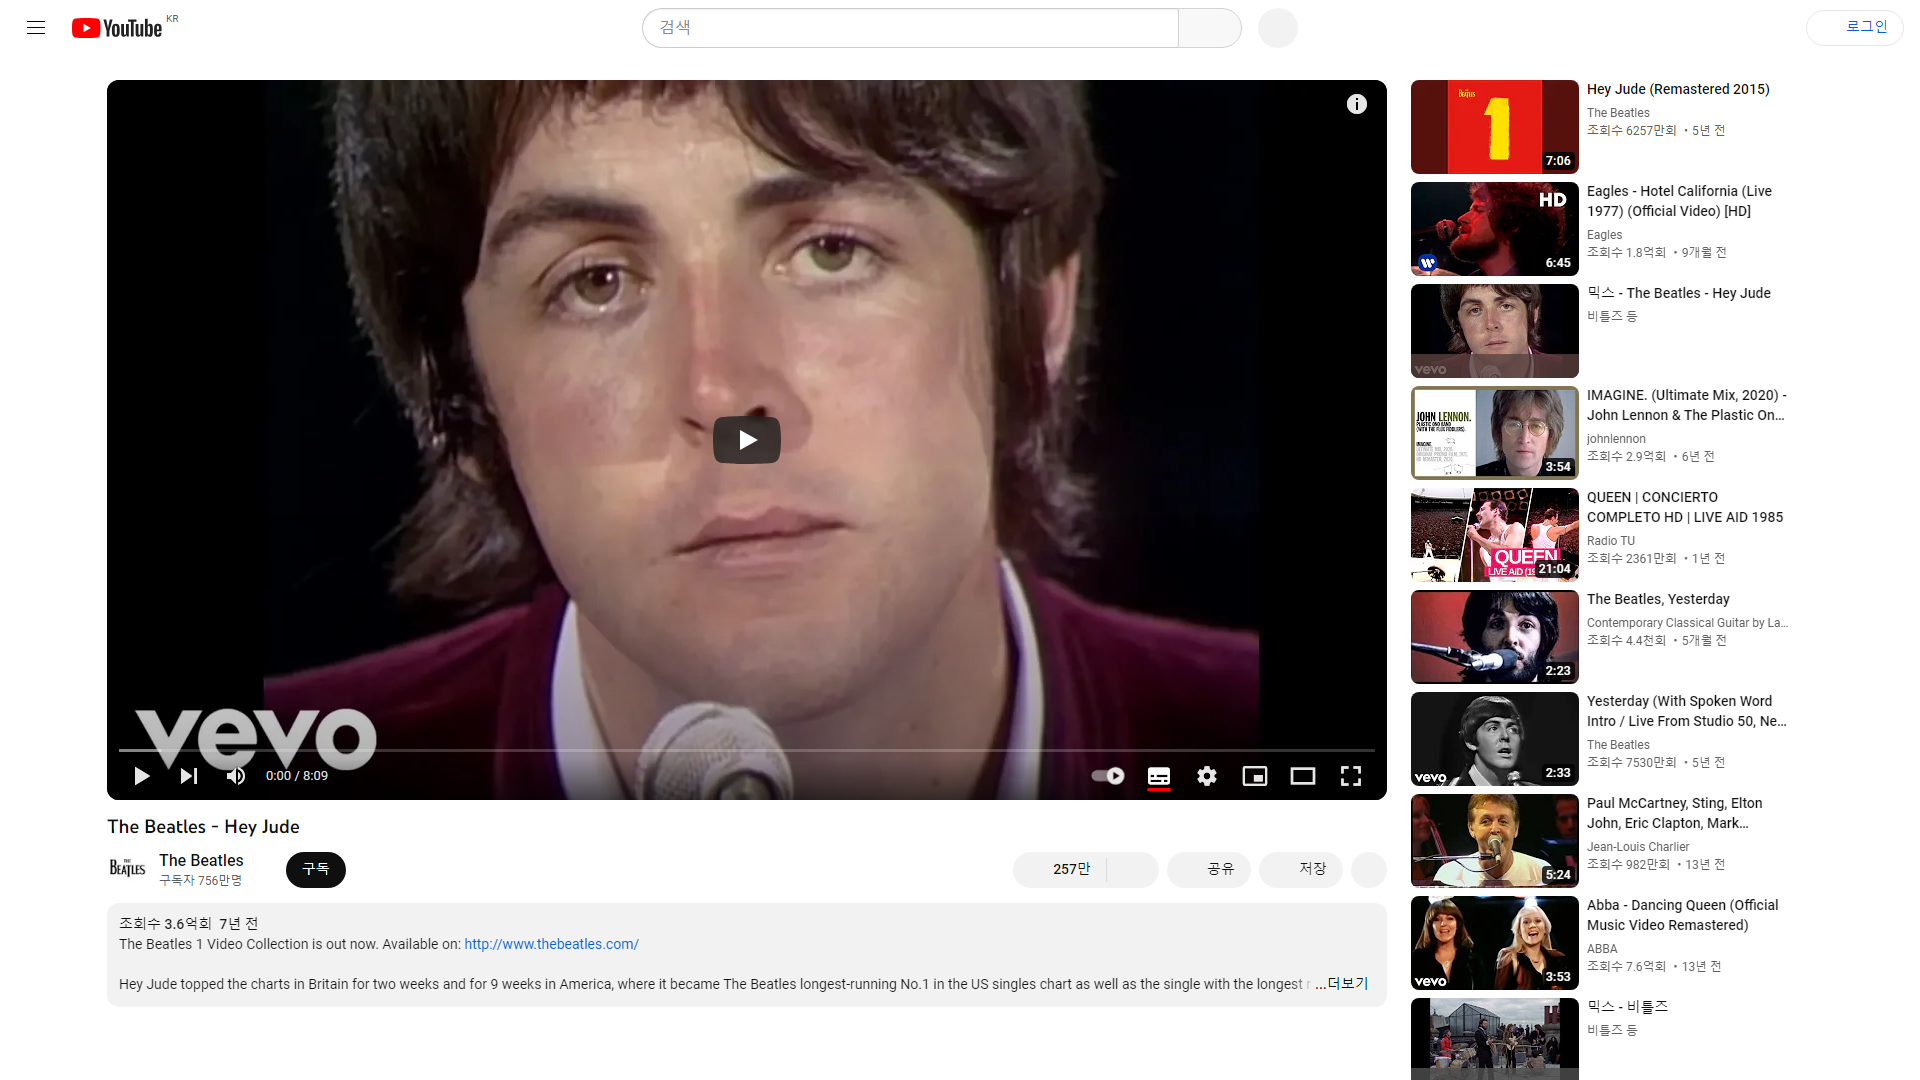 YouTube KR
검색
로그인
vevo
0:00 / 8:09
The Beatles - Hey Jude
THE BEATLES
The Beatles
구독자 756만명
구독
257만
공유
저장
조회수 3.6억회 7년 전
The Beatles 1 Video Collection is out now. Available on: http://www.thebeatles.com/
Hey Jude topped the charts in Britain for two weeks and for 9 weeks in America, where it became The Beatles longest-running No.1 in the US singles chart as well as the single with the longest r ...더보기
Beatles
1
7:06
Hey Jude (Remastered 2015)
The Beatles
조회수 6257만회 • 5년 전
HD
6:45
Eagles - Hotel California (Live
1977) (Official Video) [HD]
Eagles
조회수 1.8억회 • 9개월 전
vevo
믹스 - The Beatles - Hey Jude
비틀즈 등
JOHN LENNON.
PLASTIC ONO BAND
(WITH THE FLUX FIDDLERS)
IMAGINE.
3:54
IMAGINE. (Ultimate Mix, 2020) -
John Lennon & The Plastic On...
johnlennon
조회수 2.9억회 • 6년 전
QUEEN
LIVE AID (19
21:04
QUEEN | CONCIERTO
COMPLETO HD | LIVE AID 1985
Radio TU
조회수 2361만회 • 1년 전
2:23
The Beatles, Yesterday
Contemporary Classical Guitar by La...
조회수 4.4천회 • 5개월 전
vevo
2:33
Yesterday (With Spoken Word
Intro / Live From Studio 50, Ne...
The Beatles
조회수 7530만회 • 5년 전
5:24
Paul McCartney, Sting, Elton
John, Eric Clapton, Mark...
Jean-Louis Charlier
조회수 982만회 • 13년 전
vevo
3:53
Abba - Dancing Queen (Official
Music Video Remastered)
ABBA
조회수 7.6억회 • 13년 전
믹스 - 비틀즈
비틀즈 등